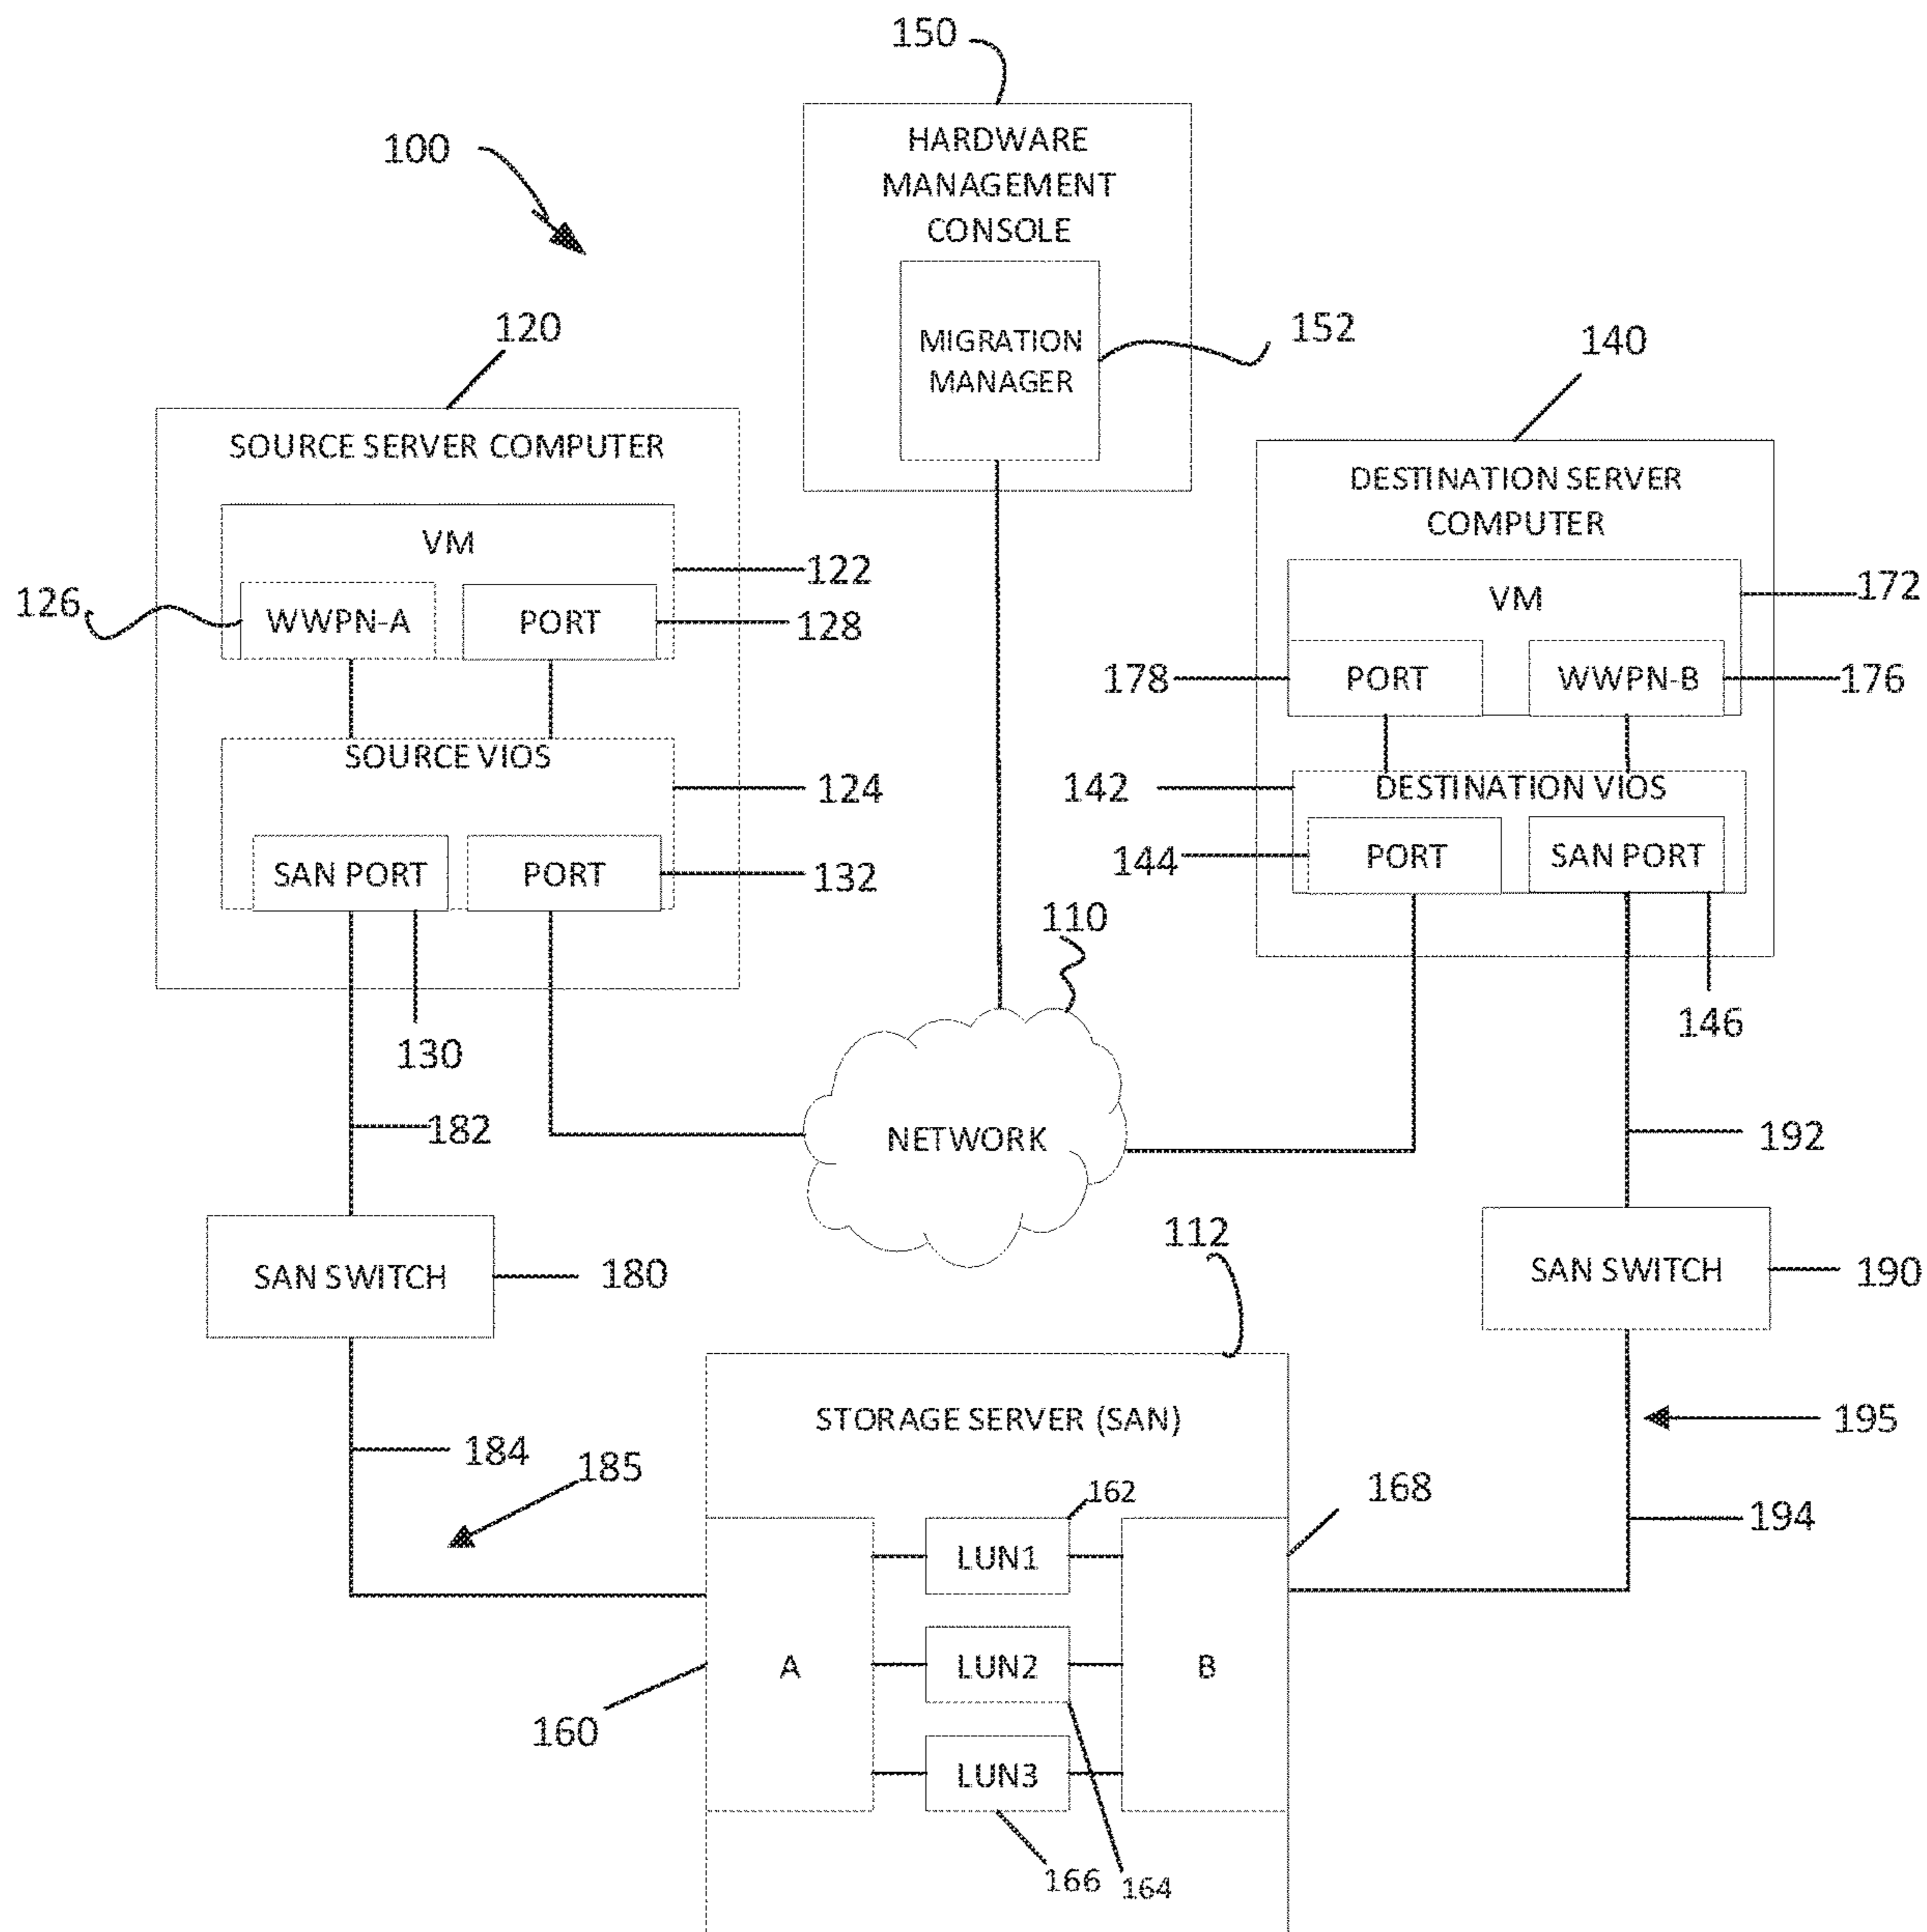 150
HARDWARE
MANAGEMENT
CONSOLE
100
MIGRATION
MANAGER
152
120
SOURCE SERVER COMPUTER
VM
122
126
WWPN-A
PORT
128
SOURCE VIOS
124
SAN PORT
PORT
132
130
140
DESTINATION SERVER
COMPUTER
VM
172
178
PORT
WWPN-B
176
142
DESTINATION VIOS
144
PORT
SAN PORT
146
110
NETWORK
182
192
SAN SWITCH
180
SAN SWITCH
190
112
STORAGE SERVER (SAN)
184
185
195
194
162
168
LUN1
A
LUN2
B
160
LUN3
166
164